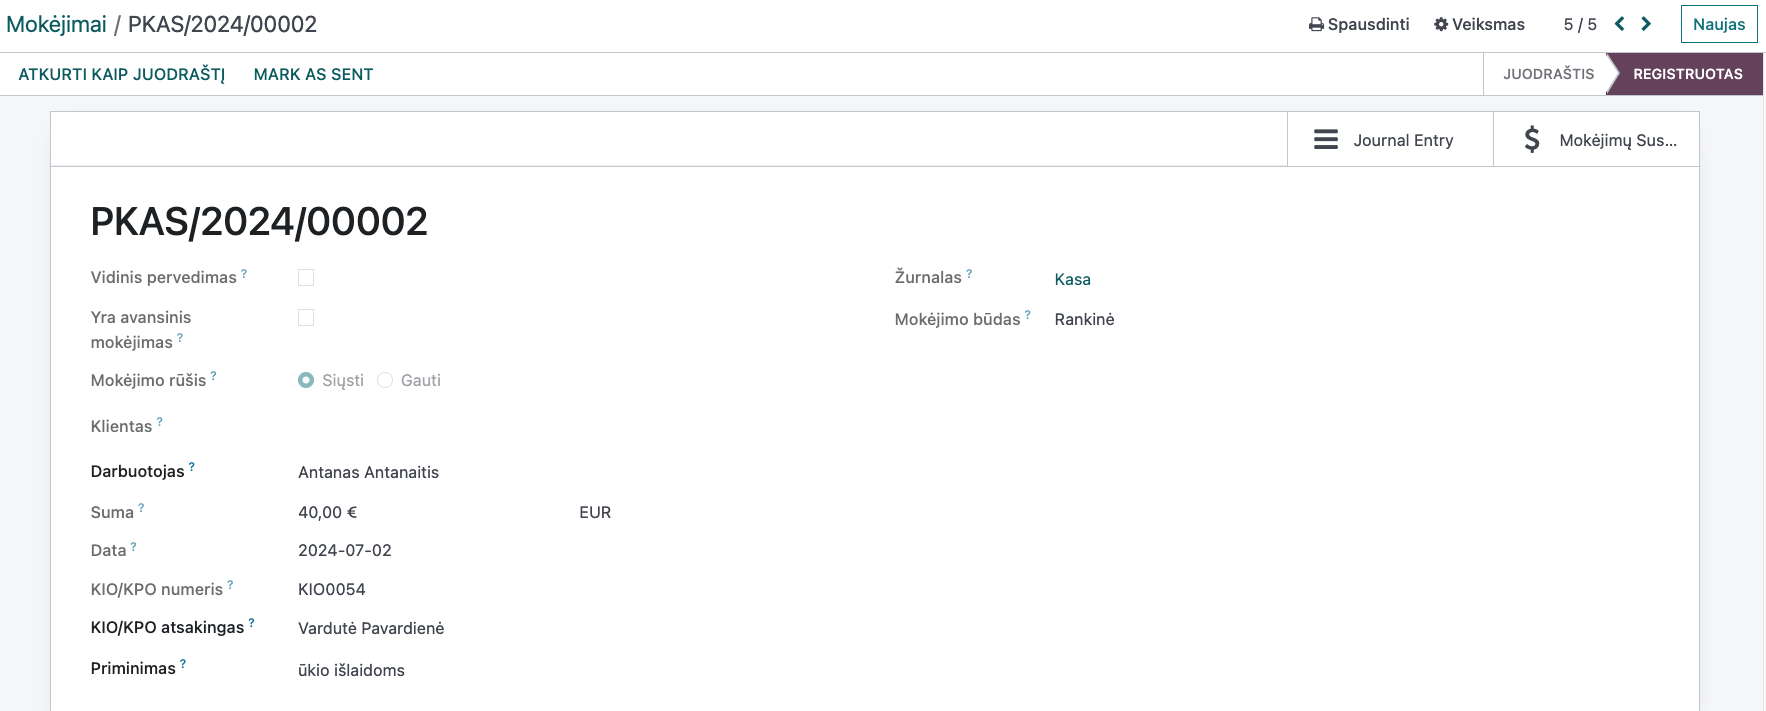 Mokėjimai / PKAS/2024/00002
Spausdinti Veiksmas 5 / 5 Naujas
ATKURTI KAIP JUODRAŠTĮ MARK AS SENT JUODRAŠTIS REGISTRUOTAS
Journal Entry $ Mokėjimų Sus...
PKAS/2024/00002
Vidinis pervedimas ?
Žurnalas ? Kasa
Yra avansinis
mokėjimas ?
Mokėjimo būdas ? Rankinė
Mokėjimo rūšis ? Siųsti Gauti
Klientas ?
Darbuotojas ? Antanas Antanaitis
Suma ? 40,00 € EUR
Data ? 2024-07-02
KIO/KPO numeris ? KIO0054
KIO/KPO atsakingas ? Vardutė Pavardienė
Priminimas ? ūkio išlaidoms